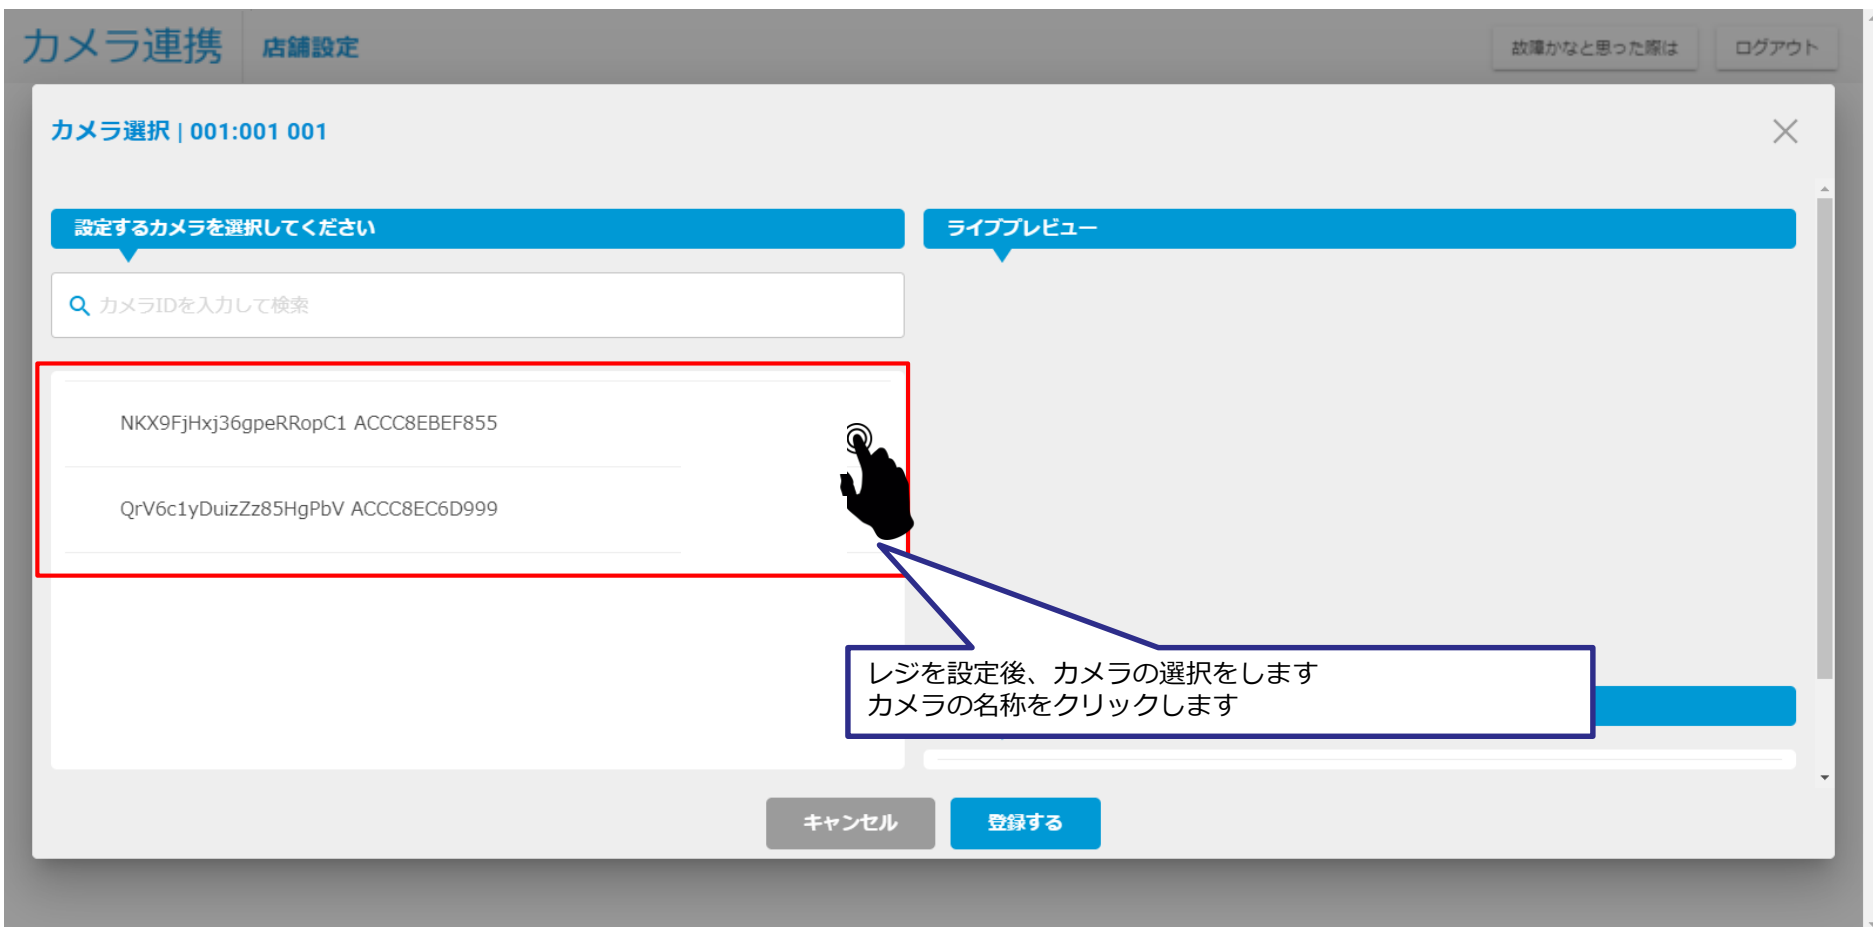 カメラ連携
店舗設定
故障かなと思った際は
ログアウト
カメラ選択 | 001:001 001
設定するカメラを選択してください
ライブプレビュー
カメラIDを入力して検索
NKX9FjHxj36gpeRRopC1 ACCC8EBEF855
QrV6c1yDuizZz85HgPbV ACCC8EC6D999
レジを設定後、カメラの選択をします
カメラの名称をクリックします
キャンセル
登録する